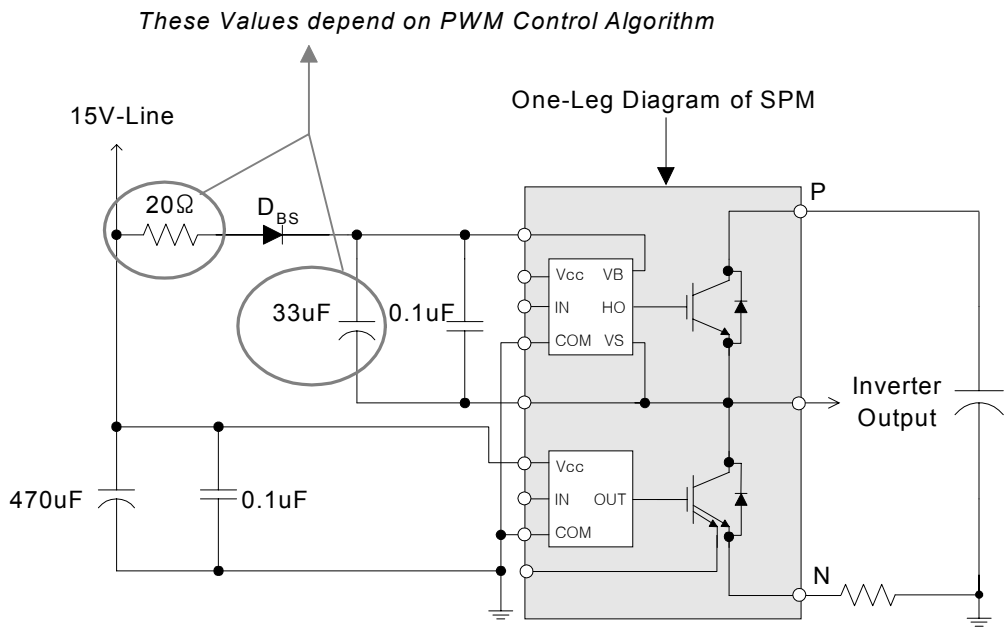 These Values depend on PWM Control Algorithm
One-Leg Diagram of SPM
15V-Line
P
20Ω
DBS
Vcc
VB
IN
HO
COM
VS
33uF
0.1uF
Inverter
Output
Vcc
IN
OUT
COM
470uF
0.1uF
N